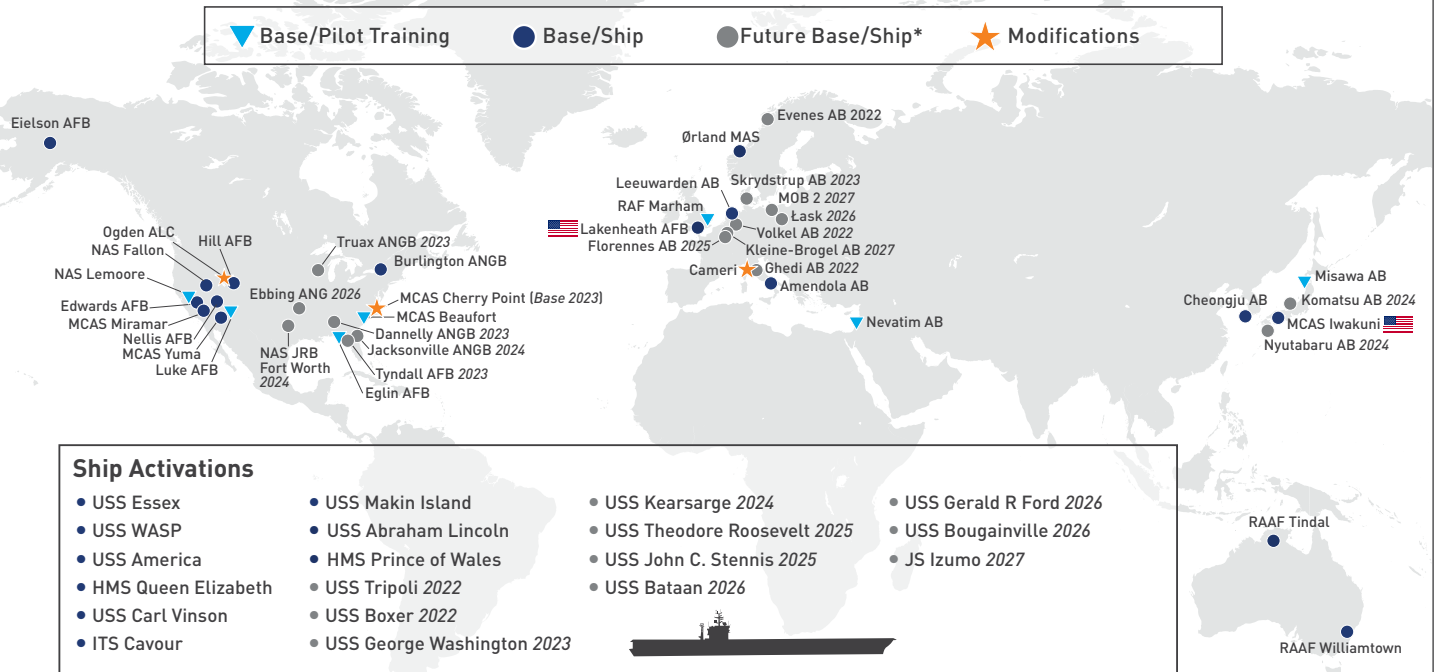 Base/Pilot Training
Base/Ship
Future Base/Ship*
Modifications
Eielson AFB
Ogden ALC
NAS Fallon
Hill AFB
NAS Lemoore
Edwards AFB
MCAS Miramar
Nellis AFB
MCAS Yuma
Luke AFB
Truax ANGB 2023
Burlington ANGB
Ebbing ANG 2026
NAS JRB
Fort Worth
2024
MCAS Cherry Point (Base 2023)
MCAS Beaufort
Dannelly ANGB 2023
Jacksonville ANGB 2024
Tyndall AFB 2023
Eglin AFB
Evenes AB 2022
Ørland MAS
Skrydstrup AB 2023
Leeuwarden AB
MOB 2 2027
RAF Marham
Łask 2026
Lakenheath AFB
Volkel AB 2022
Florennes AB 2025
Kleine-Brogel AB 2027
Cameri
Ghedi AB 2022
Amendola AB
Nevatim AB
Misawa AB
Cheongju AB
Komatsu AB 2024
MCAS Iwakuni
Nyutabaru AB 2024
RAAF Tindal
RAAF Williamtown
Ship Activations
USS Essex
USS WASP
USS America
HMS Queen Elizabeth
USS Carl Vinson
ITS Cavour
USS Makin Island
USS Abraham Lincoln
HMS Prince of Wales
USS Tripoli 2022
USS Boxer 2022
USS George Washington 2023
USS Kearsarge 2024
USS Theodore Roosevelt 2025
USS John C. Stennis 2025
USS Bataan 2026
USS Gerald R Ford 2026
USS Bougainville 2026
JS Izumo 2027